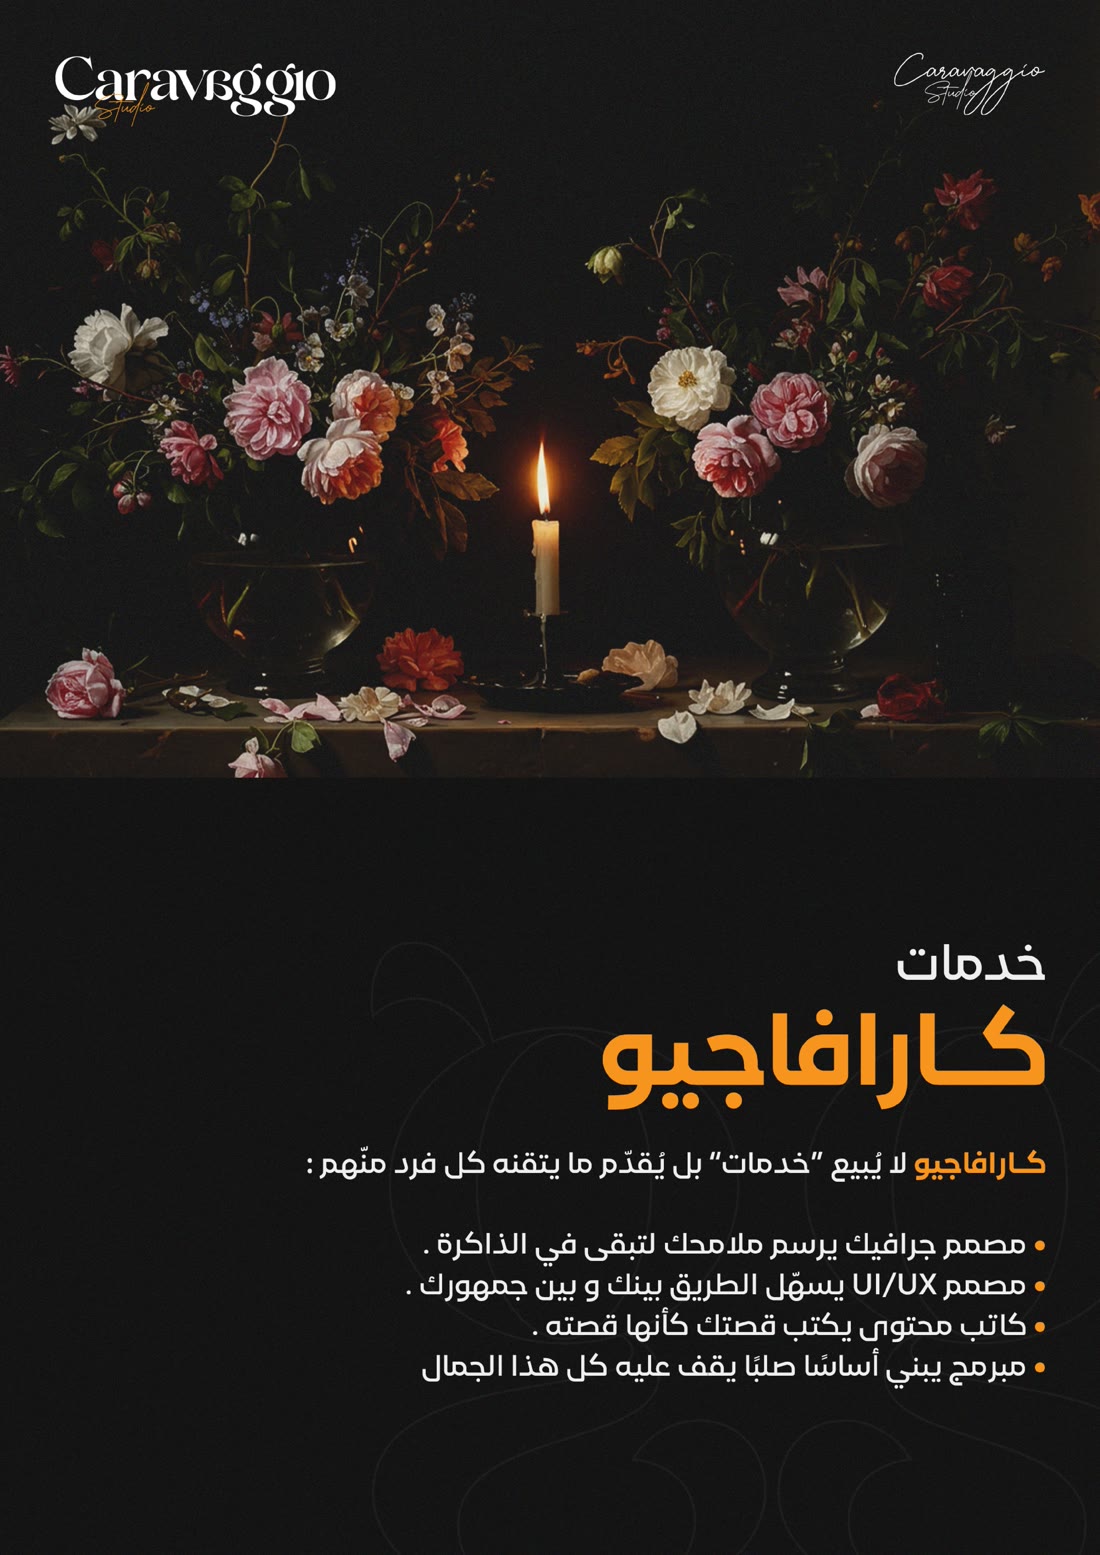 Caravaggio
Studio
Caravaggio
Studio
خدمات
كـارافاجيو
كـارافاجيو لا يُبيع ”خدمات“ بل يُقدّم ما يتقنه كل فرد منّهم :
• مصمم جرافيك يرسم ملامحك لتبقى في الذاكرة .
• مصمم UI/UX يسهّل الطريق بينك و بين جمهورك .
• كاتب محتوى يكتب قصتك كأنها قصته .
• مبرمج يبني أساسًا صلبًا يقف عليه كل هذا الجمال